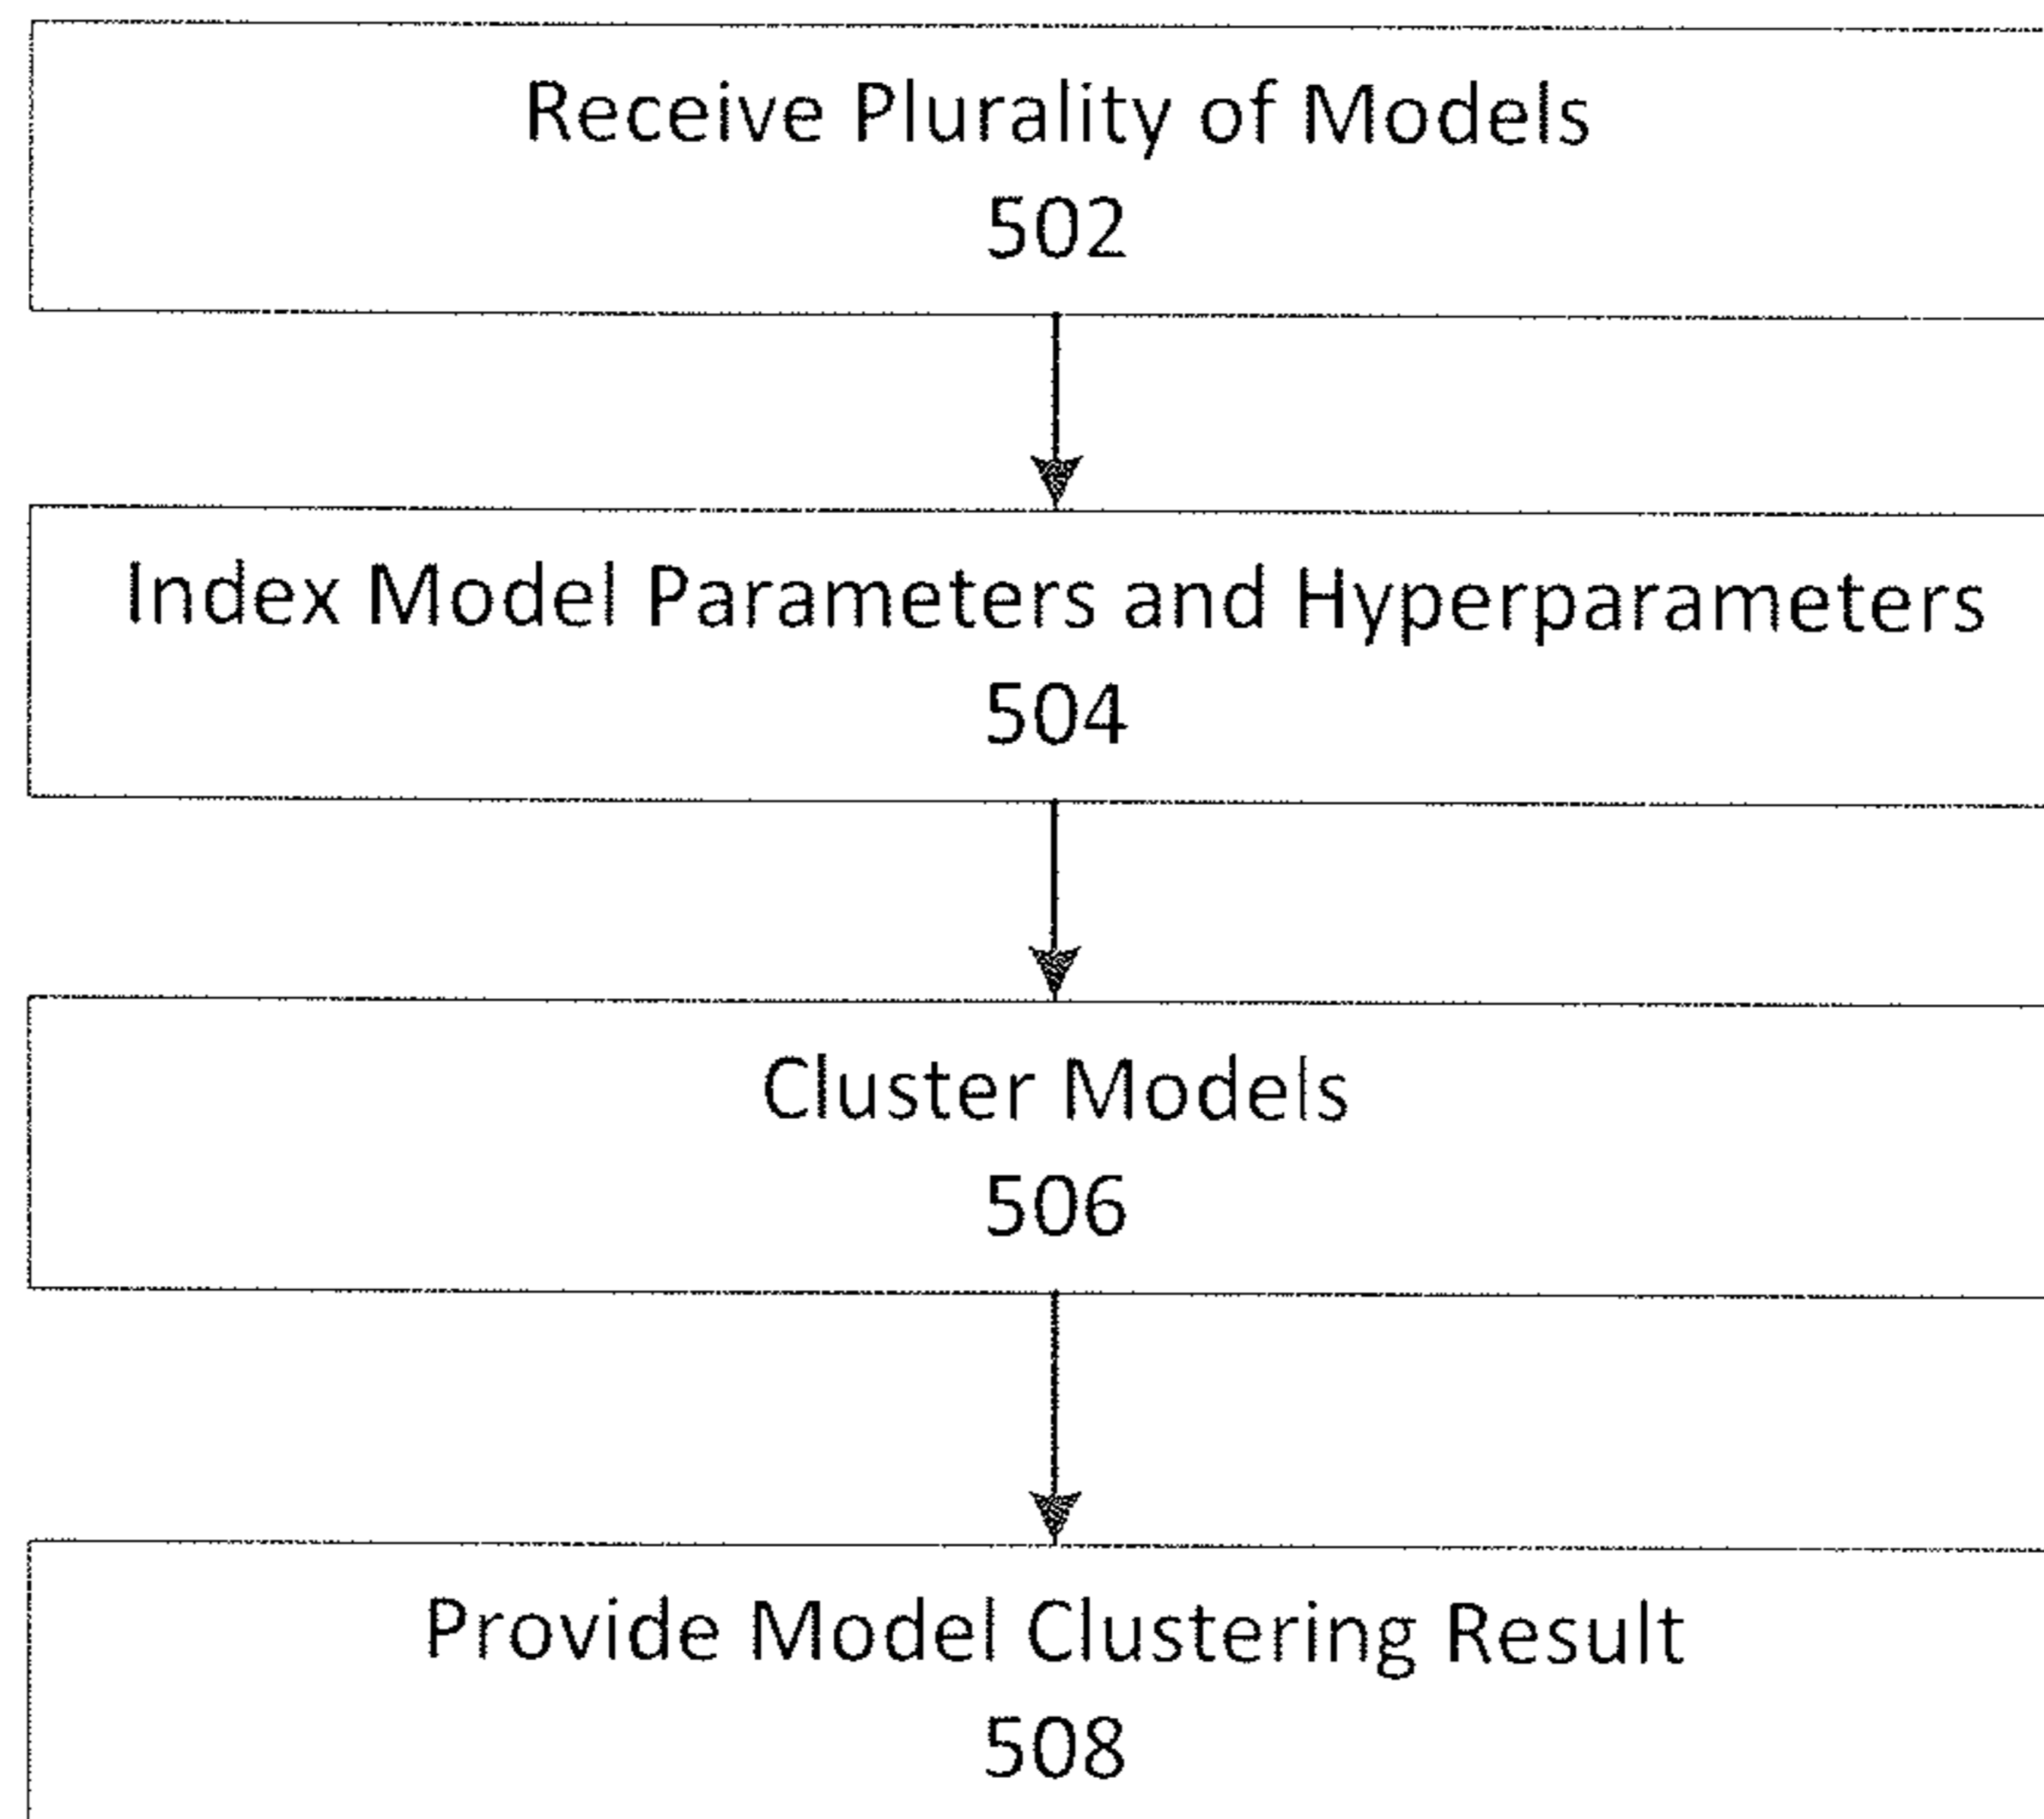 Receive Plurality of Models
502
Index Model Parameters and Hyperparameters
504
Cluster Models
506
Provide Model Clustering Result
508